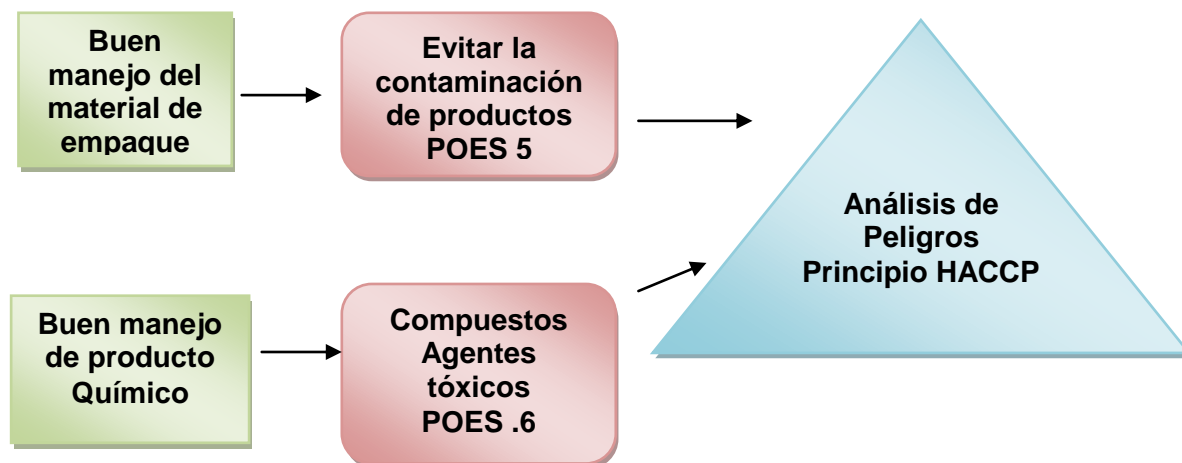 Buen
manejo del
material de
empaque
Evitar la
contaminación
de productos
POES 5
Análisis de
Peligros
Principio HACCP
Buen manejo
de producto
Químico
Compuestos
Agentes
tóxicos
POES .6